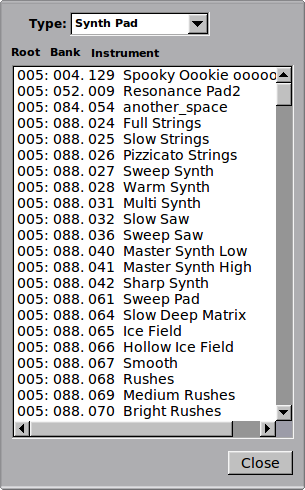 Type: Synth Pad
Root Bank Instrument
005: 004. 129 Spooky Oookie ooooo
005: 052. 009 Resonance Pad2
005: 084. 054 another_space
005: 088. 024 Full Strings
005: 088. 025 Slow Strings
005: 088. 026 Pizzicato Strings
005: 088. 027 Sweep Synth
005: 088. 028 Warm Synth
005: 088. 031 Multi Synth
005: 088. 032 Slow Saw
005: 088. 036 Sweep Saw
005: 088. 040 Master Synth Low
005: 088. 041 Master Synth High
005: 088. 042 Sharp Synth
005: 088. 061 Sweep Pad
005: 088. 064 Slow Deep Matrix
005: 088. 065 Ice Field
005: 088. 066 Hollow Ice Field
005: 088. 067 Smooth
005: 088. 068 Rushes
005: 088. 069 Medium Rushes
005: 088. 070 Bright Rushes
Close